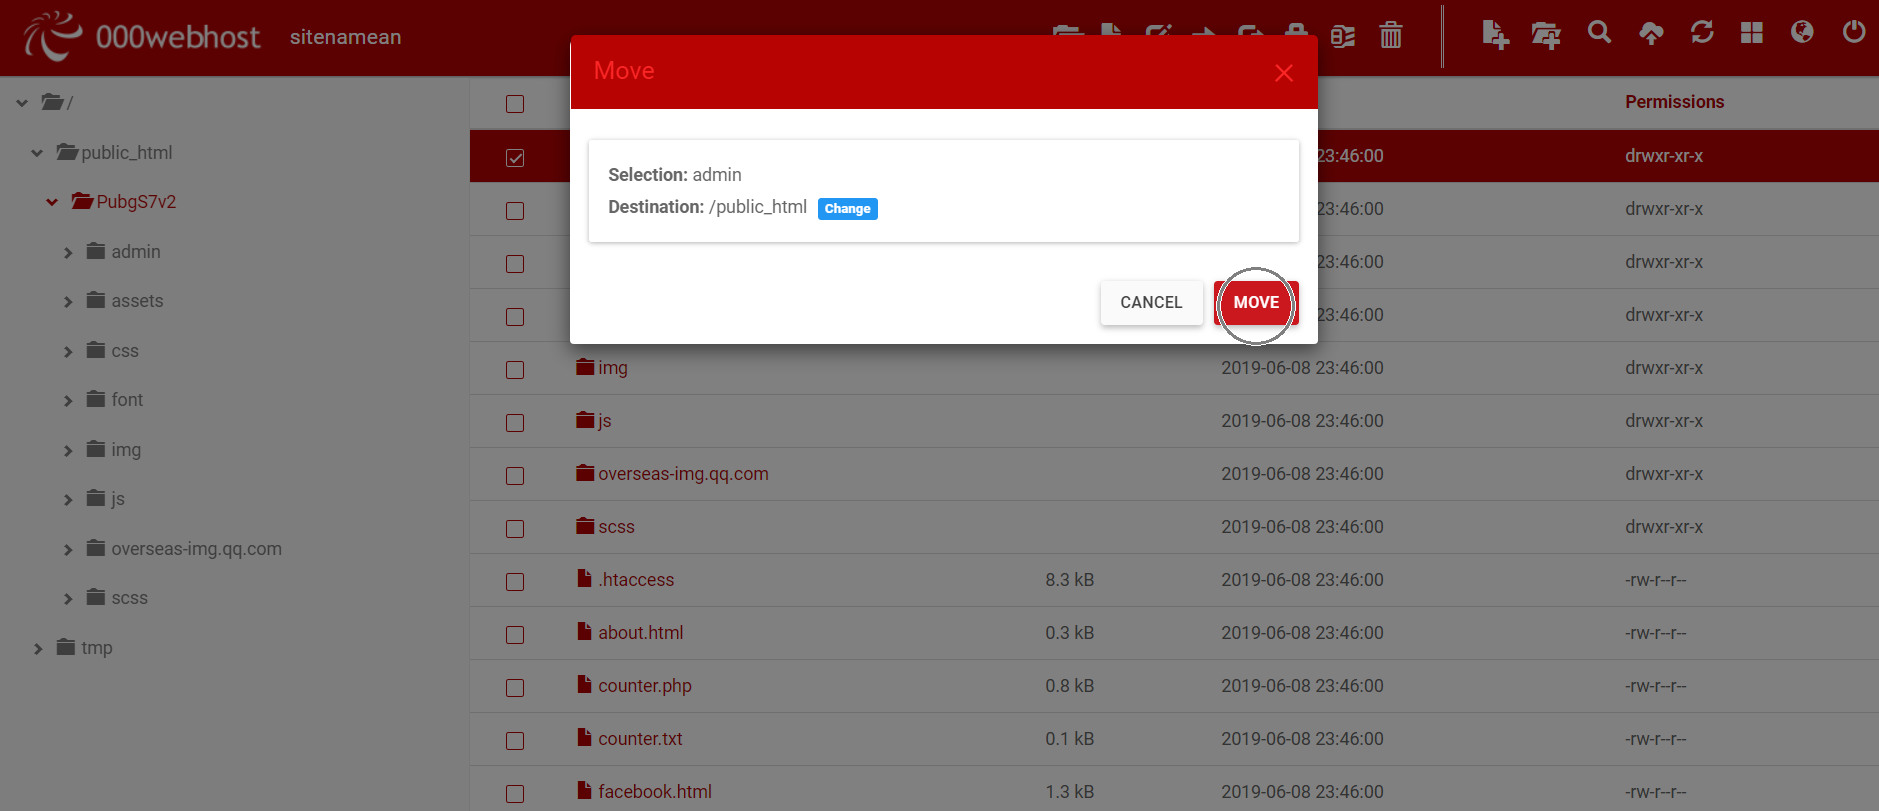 000webhost sitenamean
Move
/
public_html
PubgS7v2
admin
assets
css
font
img
js
overseas-img.qq.com
scss
tmp
Permissions
23:46:00 drwxr-xr-x
Selection: admin
Destination: /public_html Change
23:46:00 drwxr-xr-x
23:46:00 drwxr-xr-x
CANCEL MOVE
23:46:00 drwxr-xr-x
img 2019-06-08 23:46:00 drwxr-xr-x
js 2019-06-08 23:46:00 drwxr-xr-x
overseas-img.qq.com 2019-06-08 23:46:00 drwxr-xr-x
scss 2019-06-08 23:46:00 drwxr-xr-x
.htaccess 8.3 kB 2019-06-08 23:46:00 -rw-r--r--
about.html 0.3 kB 2019-06-08 23:46:00 -rw-r--r--
counter.php 0.8 kB 2019-06-08 23:46:00 -rw-r--r--
counter.txt 0.1 kB 2019-06-08 23:46:00 -rw-r--r--
facebook.html 1.3 kB 2019-06-08 23:46:00 -rw-r--r--